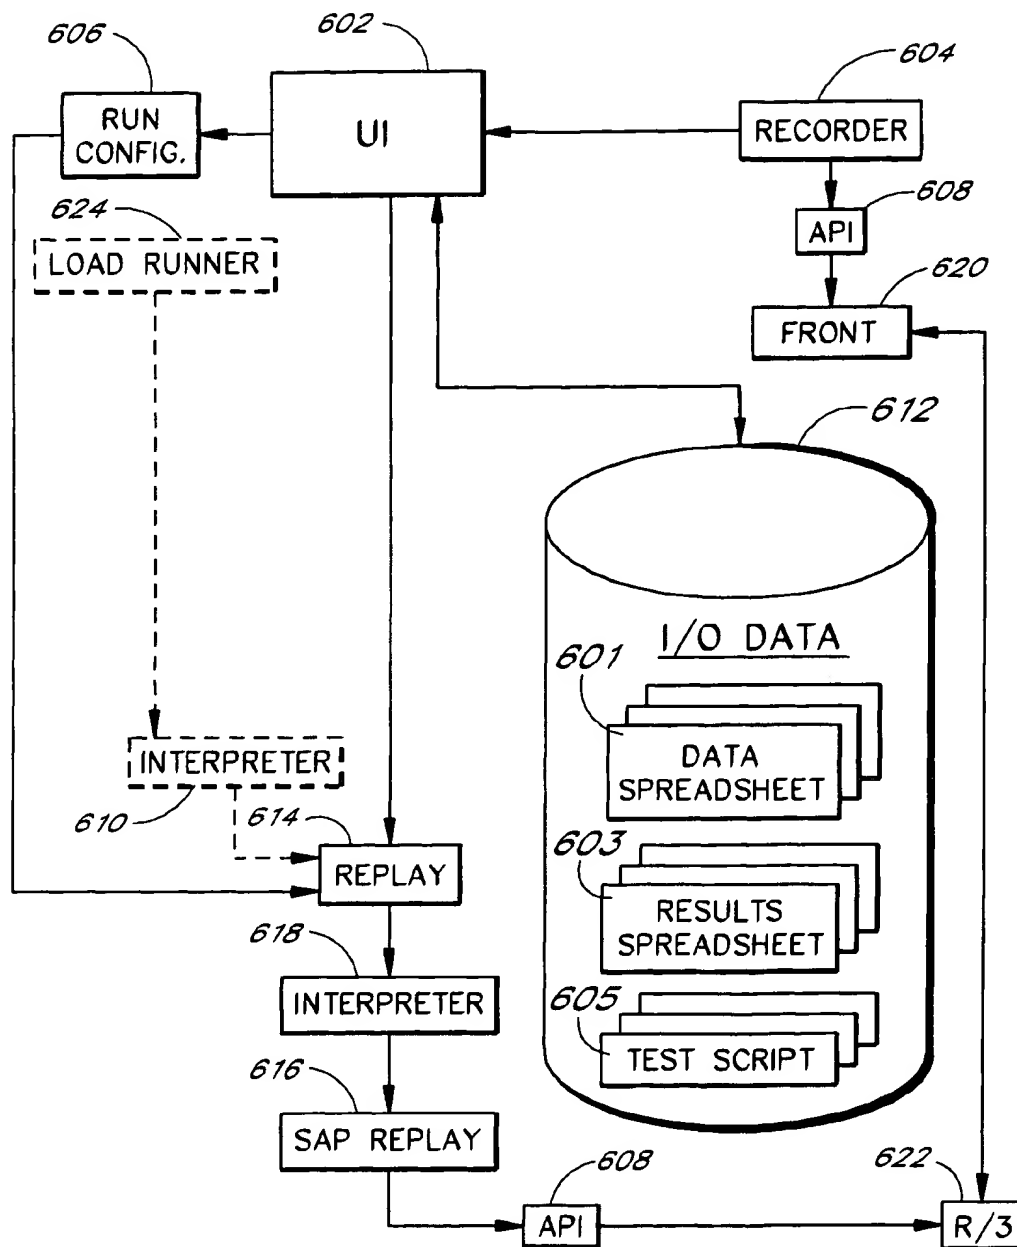 606
602
604
RUN
CONFIG.
UI
RECORDER
624
608
LOAD RUNNER
API
620
FRONT
612
I/O DATA
601
DATA
SPREADSHEET
INTERPRETER
610
614
603
REPLAY
RESULTS
SPREADSHEET
618
INTERPRETER
605
TEST SCRIPT
616
SAP REPLAY
608
622
API
R/3